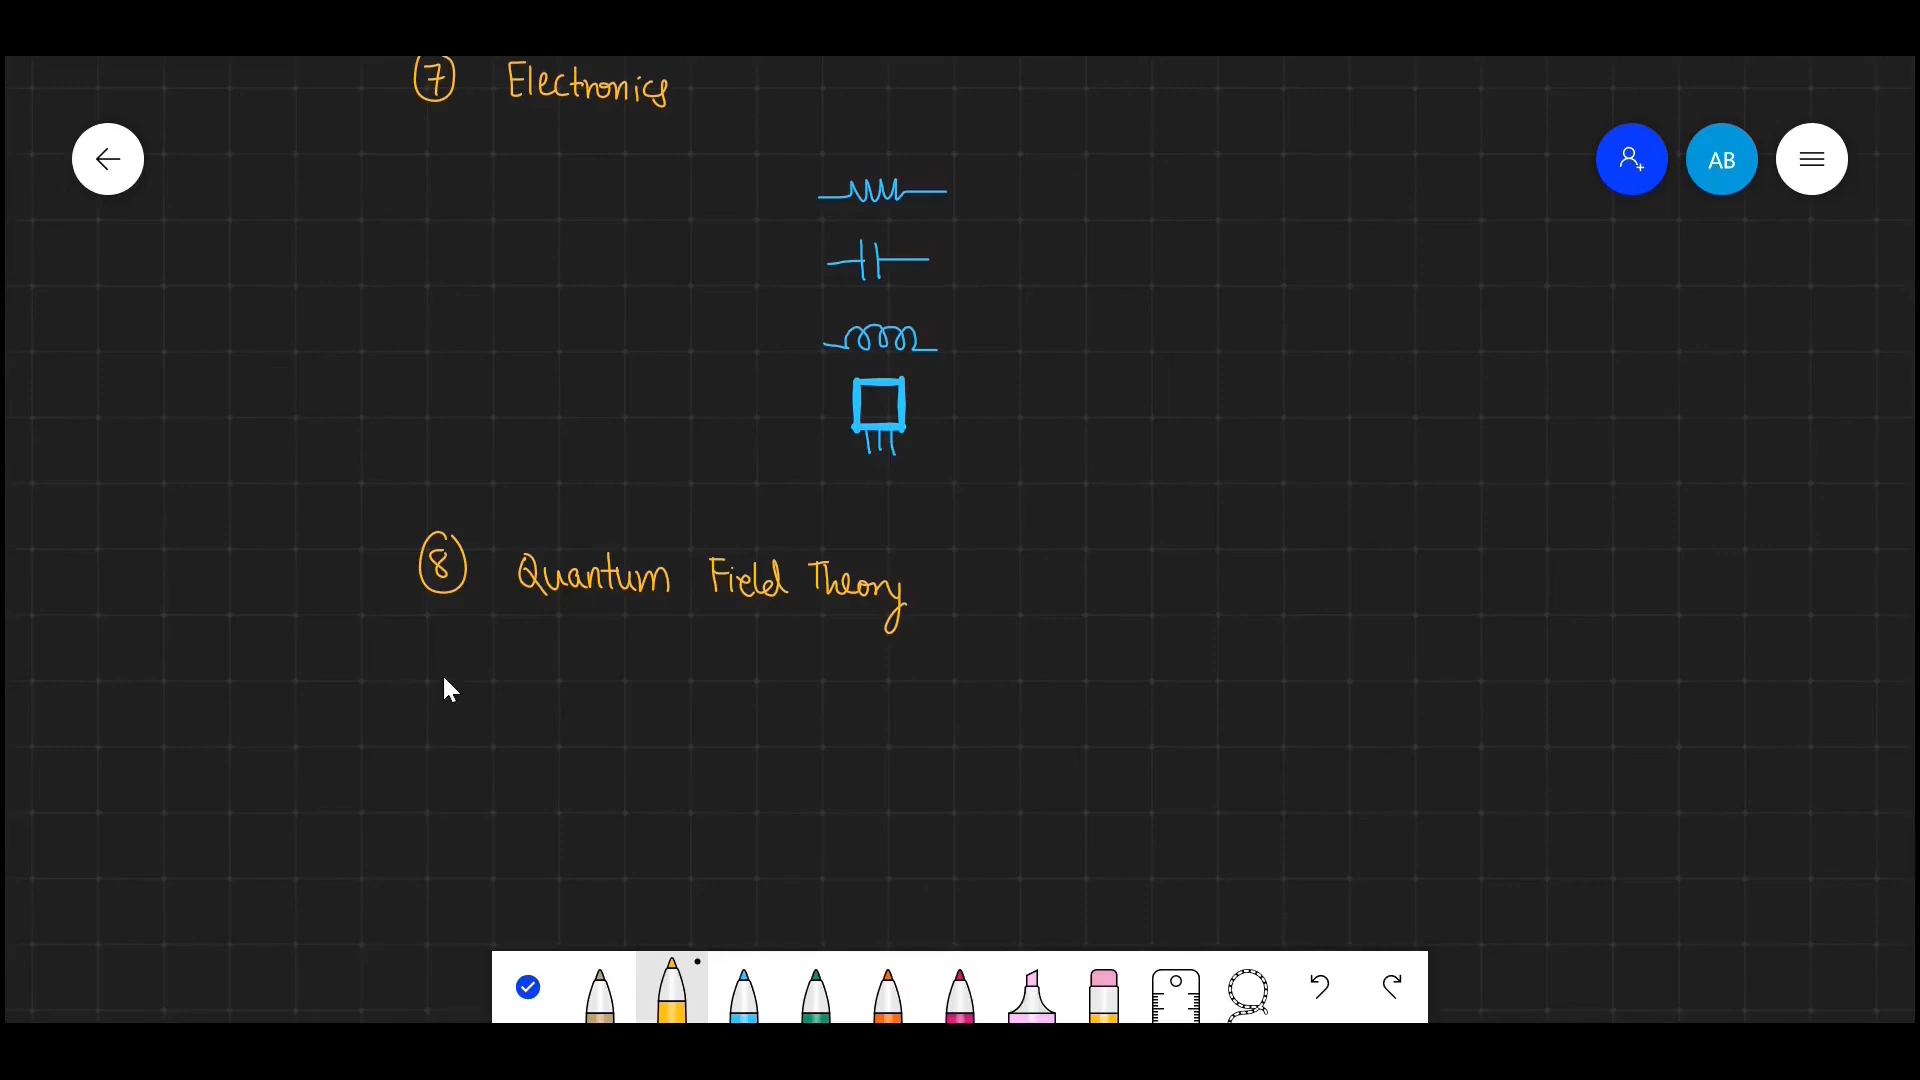 ⑦ Electronics
AB
⑧ Quantum Field Theory